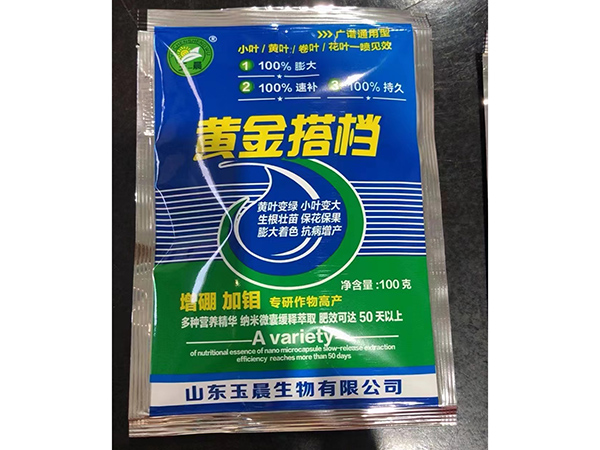 >>>广谱通用型
小叶/黄叶/卷叶/花叶一喷见效
1 100% 膨大
2 100% 速补 3 100% 持久
黄金搭档
黄叶变绿 小叶变大
生根壮苗 保花保果
膨大着色 抗病增产
净含量:100克
增硼 加钼 专研作物高产
多种营养精华 纳米微囊缓释萃取 肥效可达 50 天以上
A variety
of nutritional essence of nano microcapsule slow-release extraction
efficiency reaches more than 50 days
山东玉晨生物有限公司